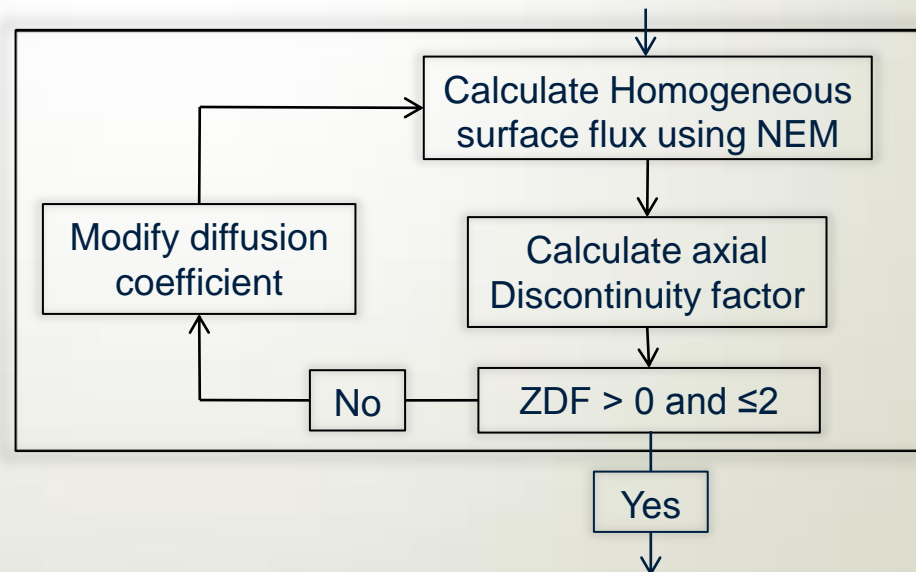 Calculate Homogeneous
surface flux using NEM
Modify diffusion
coefficient
Calculate axial
Discontinuity factor
No
ZDF > 0 and ≤2
Yes